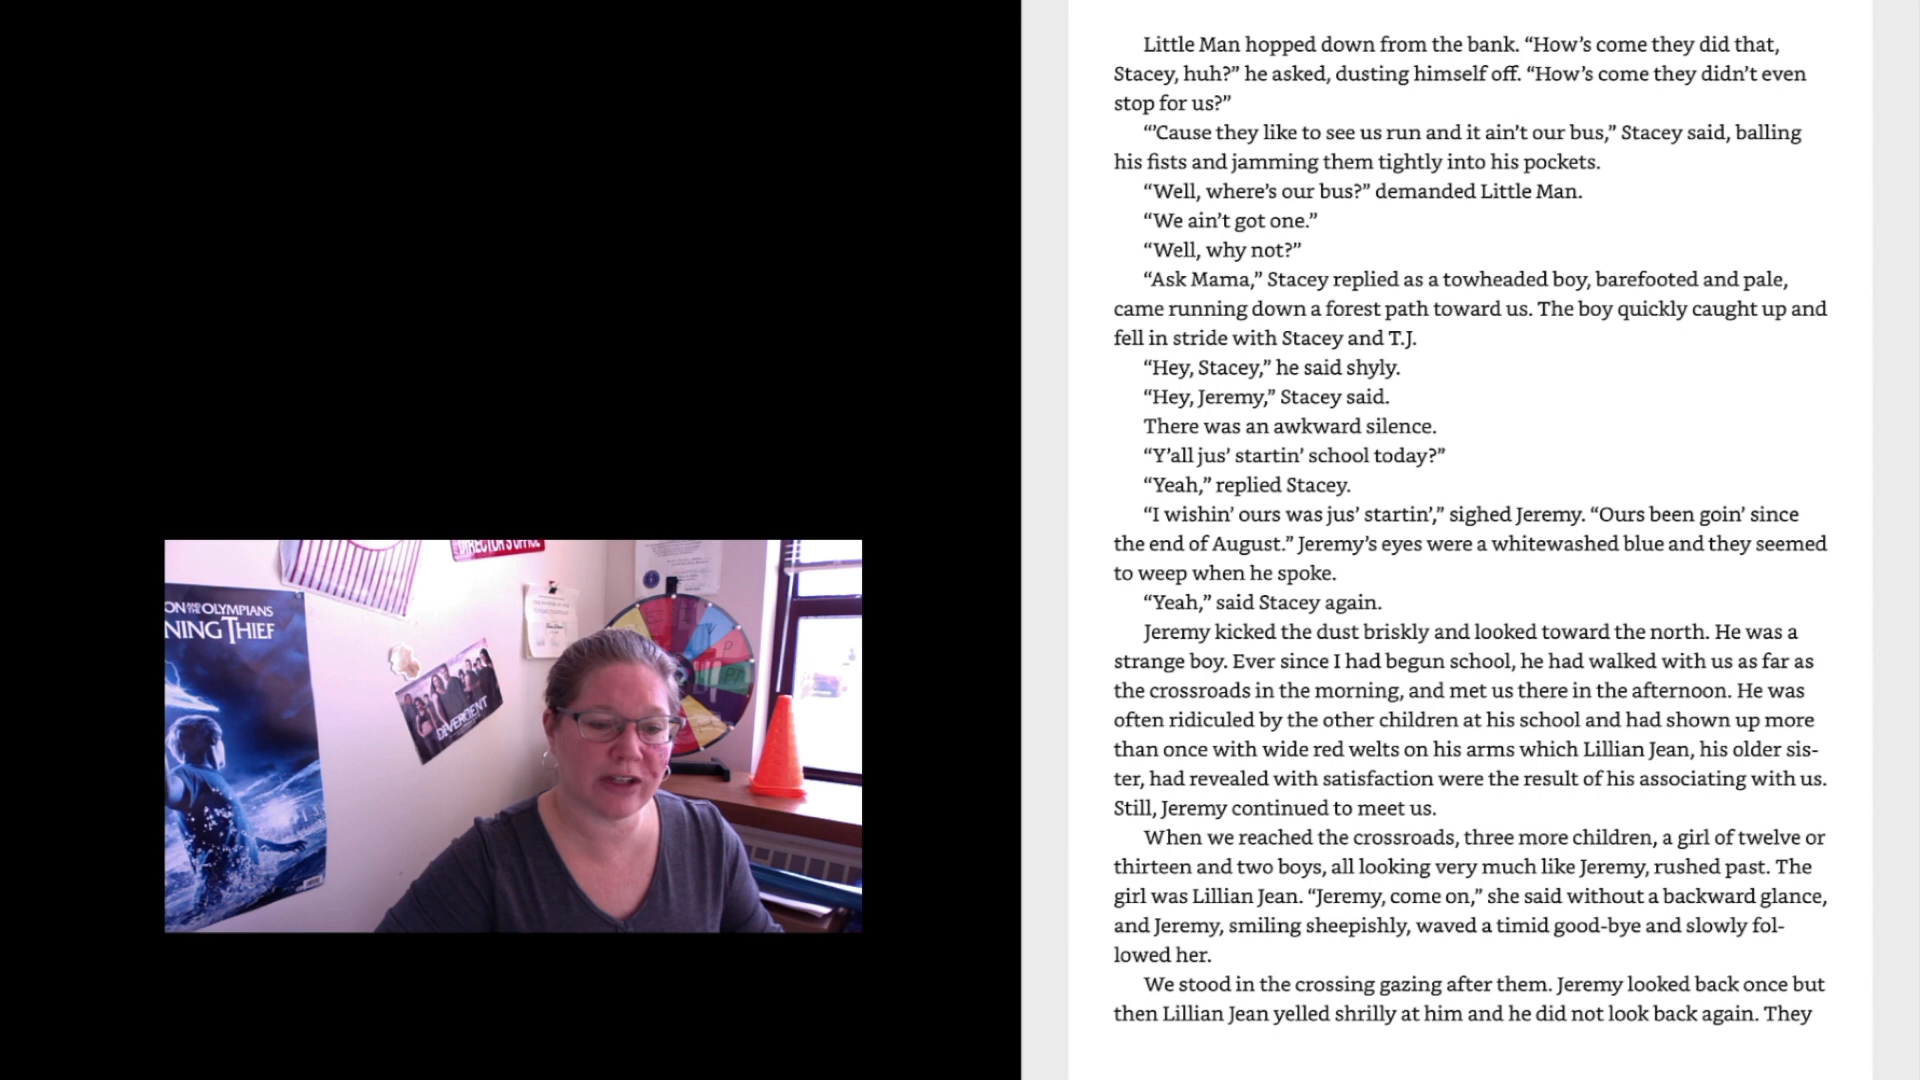 ON AND THE OLYMPIANS
NING THIEF
DIRECTOR'S OFFICE
DIVERGENT
Little Man hopped down from the bank. “How’s come they did that,
Stacey, huh?” he asked, dusting himself off. “How’s come they didn’t even
stop for us?”
“’Cause they like to see us run and it ain’t our bus,” Stacey said, balling
his fists and jamming them tightly into his pockets.
“Well, where’s our bus?” demanded Little Man.
“We ain’t got one.”
“Well, why not?”
“Ask Mama,” Stacey replied as a towheaded boy, barefooted and pale,
came running down a forest path toward us. The boy quickly caught up and
fell in stride with Stacey and T.J.
“Hey, Stacey,” he said shyly.
“Hey, Jeremy,” Stacey said.
There was an awkward silence.
“Y’all jus’ startin’ school today?”
“Yeah,” replied Stacey.
“I wishin’ ours was jus’ startin’,” sighed Jeremy. “Ours been goin’ since
the end of August.” Jeremy’s eyes were a whitewashed blue and they seemed
to weep when he spoke.
“Yeah,” said Stacey again.
Jeremy kicked the dust briskly and looked toward the north. He was a
strange boy. Ever since I had begun school, he had walked with us as far as
the crossroads in the morning, and met us there in the afternoon. He was
often ridiculed by the other children at his school and had shown up more
than once with wide red welts on his arms which Lillian Jean, his older sis-
ter, had revealed with satisfaction were the result of his associating with us.
Still, Jeremy continued to meet us.
When we reached the crossroads, three more children, a girl of twelve or
thirteen and two boys, all looking very much like Jeremy, rushed past. The
girl was Lillian Jean. “Jeremy, come on,” she said without a backward glance,
and Jeremy, smiling sheepishly, waved a timid good-bye and slowly fol-
lowed her.
We stood in the crossing gazing after them. Jeremy looked back once but
then Lillian Jean yelled shrilly at him and he did not look back again. They